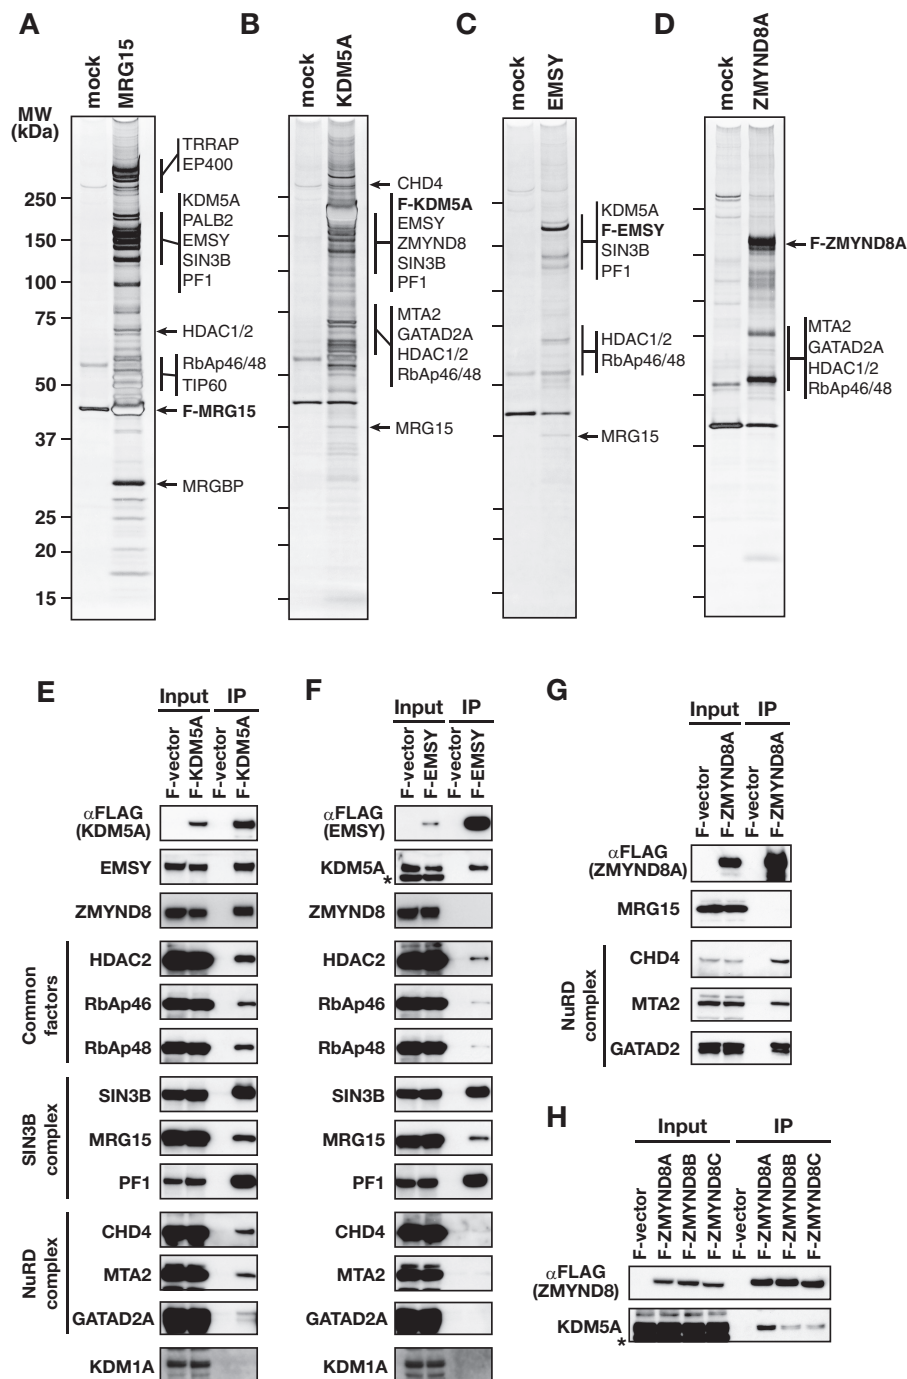 A
mock
MRG15
MW
(kDa)
250
150
100
75
50
37
25
20
15
TRRAP
EP400
KDM5A
PALB2
EMSY
SIN3B
PF1
HDAC1/2
RbAp46/48
TIP60
F-MRG15
MRGBP
B
mock
KDM5A
CHD4
F-KDM5A
EMSY
ZMYND8
SIN3B
PF1
MTA2
GATAD2A
HDAC1/2
RbAp46/48
MRG15
C
mock
EMSY
KDM5A
F-EMSY
SIN3B
PF1
HDAC1/2
RbAp46/48
MRG15
D
mock
ZMYND8A
F-ZMYND8A
MTA2
GATAD2A
HDAC1/2
RbAp46/48
E
Input IP
F-vector
F-KDM5A
F-vector
F-KDM5A
αFLAG
(KDM5A)
EMSY
ZMYND8
Common
factors
HDAC2
RbAp46
RbAp48
SIN3B
complex
SIN3B
MRG15
PF1
NuRD
complex
CHD4
MTA2
GATAD2A
KDM1A
F
Input IP
F-vector
F-EMSY
F-vector
F-EMSY
αFLAG
(EMSY)
KDM5A
*
ZMYND8
HDAC2
RbAp46
RbAp48
SIN3B
MRG15
PF1
CHD4
MTA2
GATAD2A
KDM1A
G
Input IP
F-vector
F-ZMYND8A
F-vector
F-ZMYND8A
αFLAG
(ZMYND8A)
MRG15
NuRD
complex
CHD4
MTA2
GATAD2
H
Input IP
F-vector
F-ZMYND8A
F-ZMYND8B
F-ZMYND8C
F-vector
F-ZMYND8A
F-ZMYND8B
F-ZMYND8C
αFLAG
(ZMYND8)
KDM5A
*